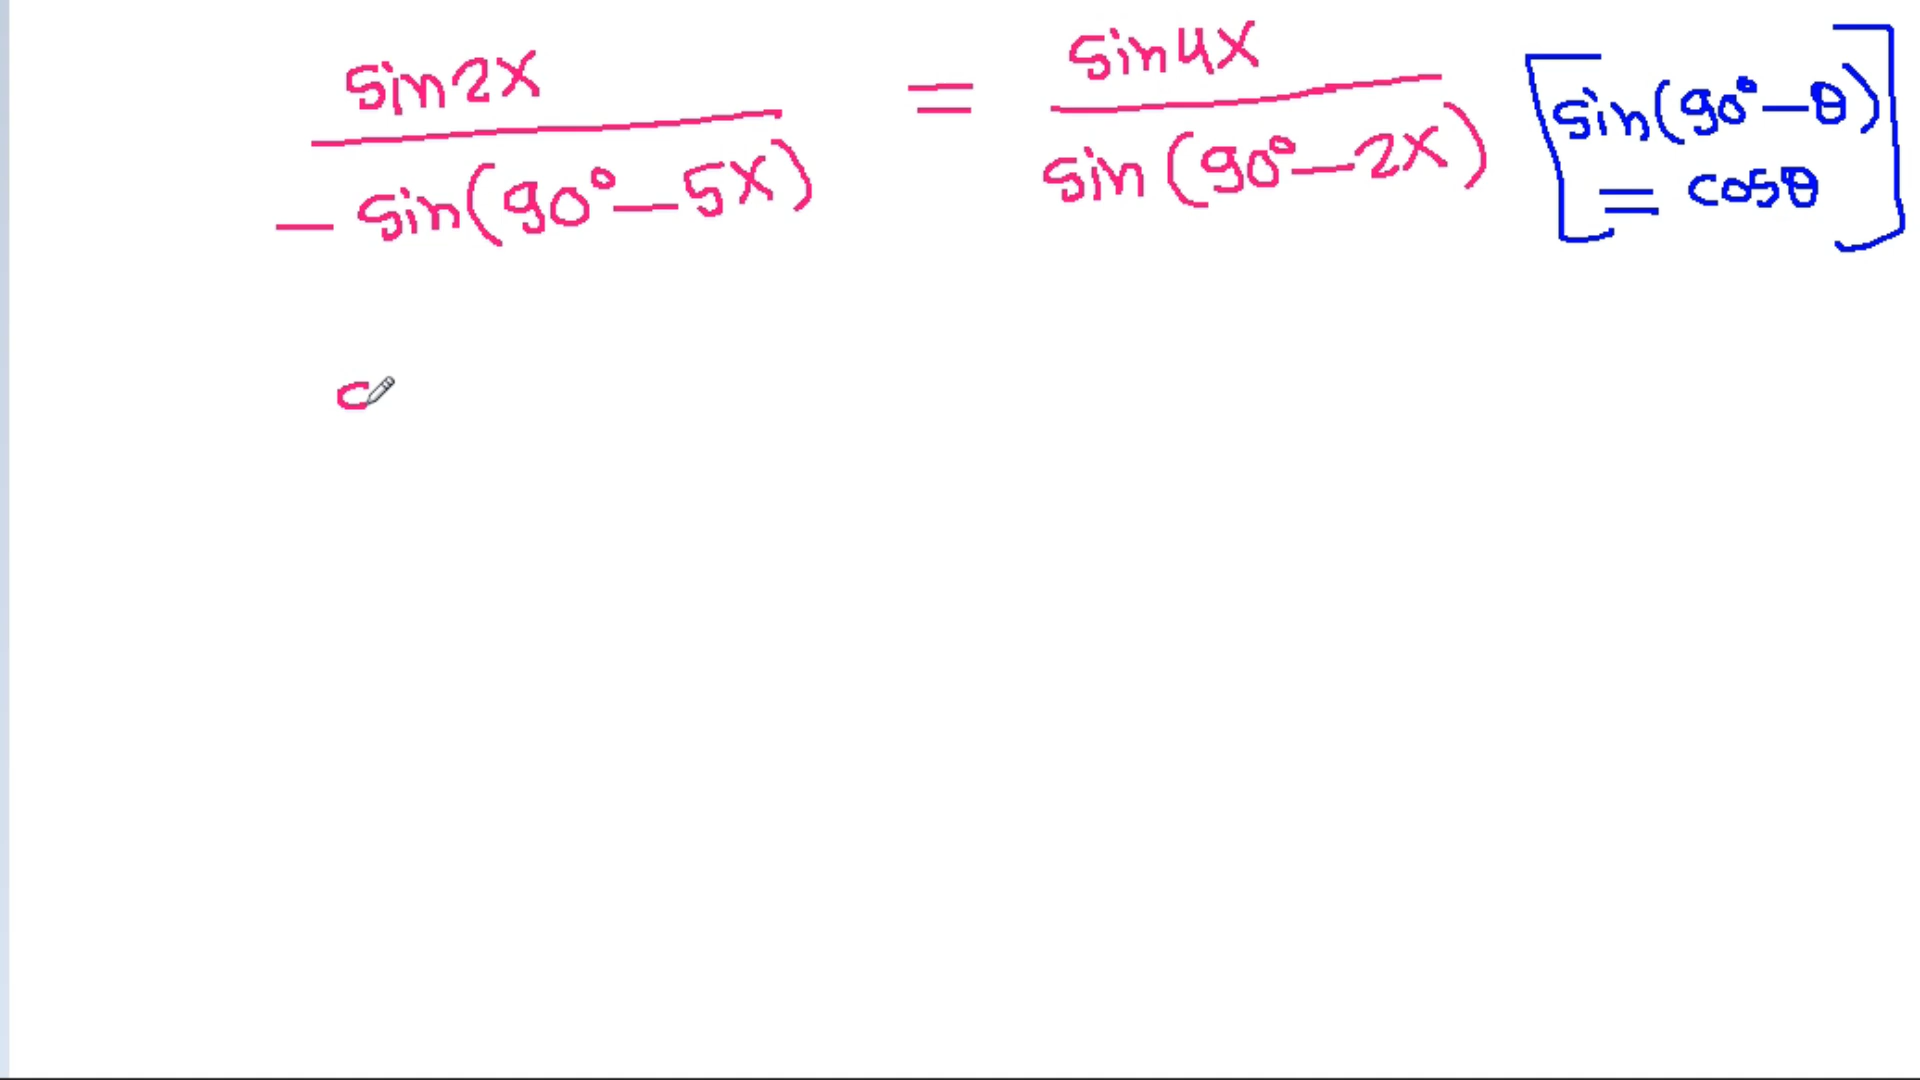 sin2x = sin4x
- sin(90°-5x) sin(90°-2x)
[sin(90°-θ)
= cosθ]